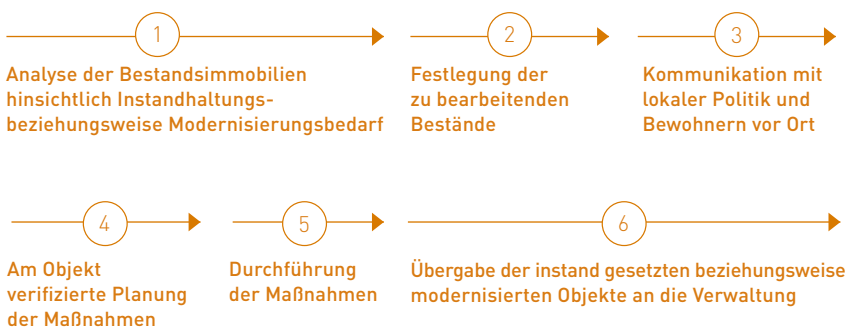 1
Analyse der Bestandsimmobilien
hinsichtlich Instandhaltungs-
beziehungsweise Modernisierungsbedarf
2
Festlegung der
zu bearbeitenden
Bestände
3
Kommunikation mit
lokaler Politik und
Bewohnern vor Ort
4
Am Objekt
verifizierte Planung
der Maßnahmen
5
Durchführung
der Maßnahmen
6
Übergabe der instand gesetzten beziehungsweise
modernisierten Objekte an die Verwaltung